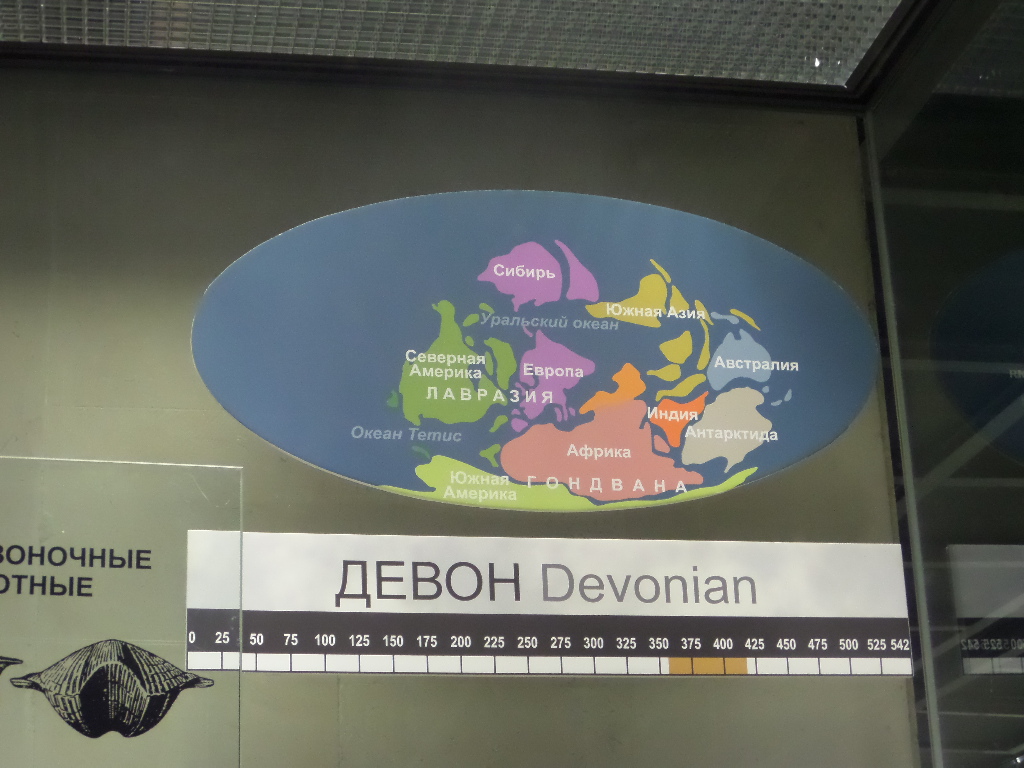 Сибирь
Южная Азия
Уральский океан
Северная
Америка
Европа
Австралия
ЛАВРАЗИЯ
Индия
Океан Тетис
Антарктида
Африка
Южная
Америка
ГОНДВАНА
ВОНОЧНЫЕ
ОТНЫЕ
ДЕВОН Devonian
0 25 50 75 100 125 150 175 200 225 250 275 300 325 350 375 400 425 450 475 500 525 542